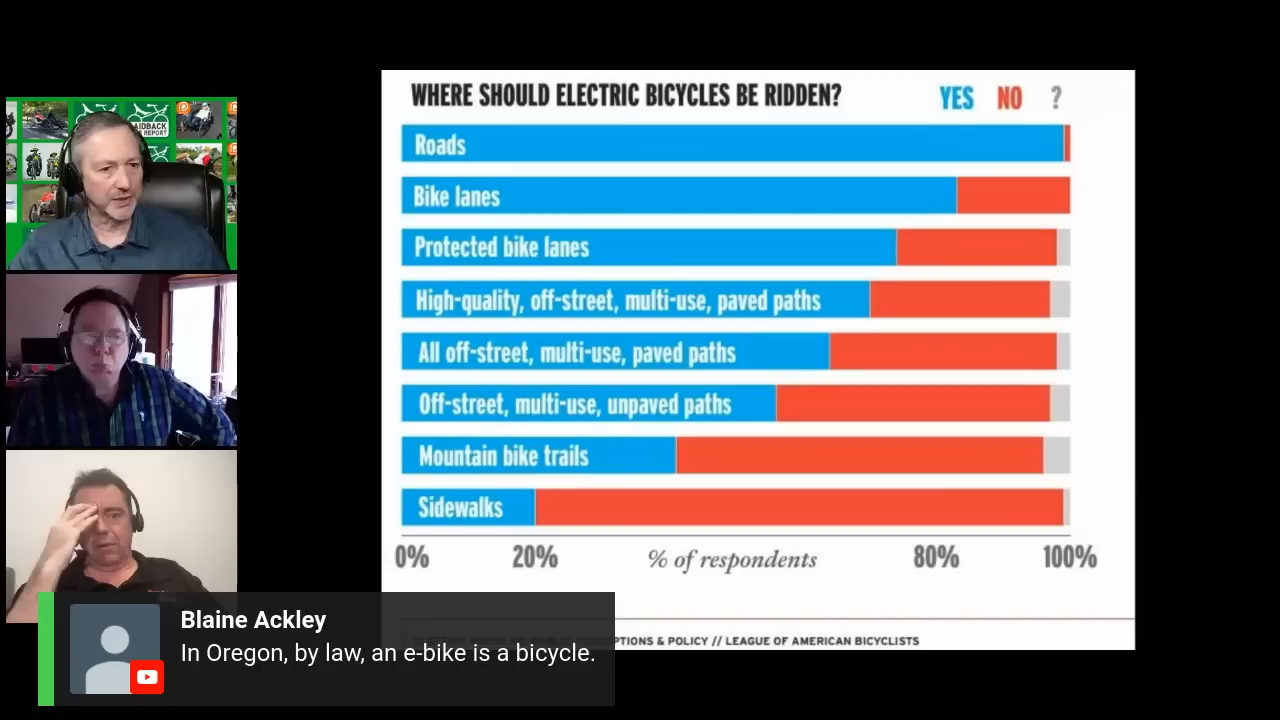 WHERE SHOULD ELECTRIC BICYCLES BE RIDDEN?
YES NO ?
Roads
Bike lanes
Protected bike lanes
High-quality, off-street, multi-use, paved paths
All off-street, multi-use, paved paths
Off-street, multi-use, unpaved paths
Mountain bike trails
Sidewalks
0% 20% % of respondents 80% 100%
& POLICY // LEAGUE OF AMERICAN BICYCLISTS
Blaine Ackley
In Oregon, by law, an e-bike is a bicycle.
REPORT